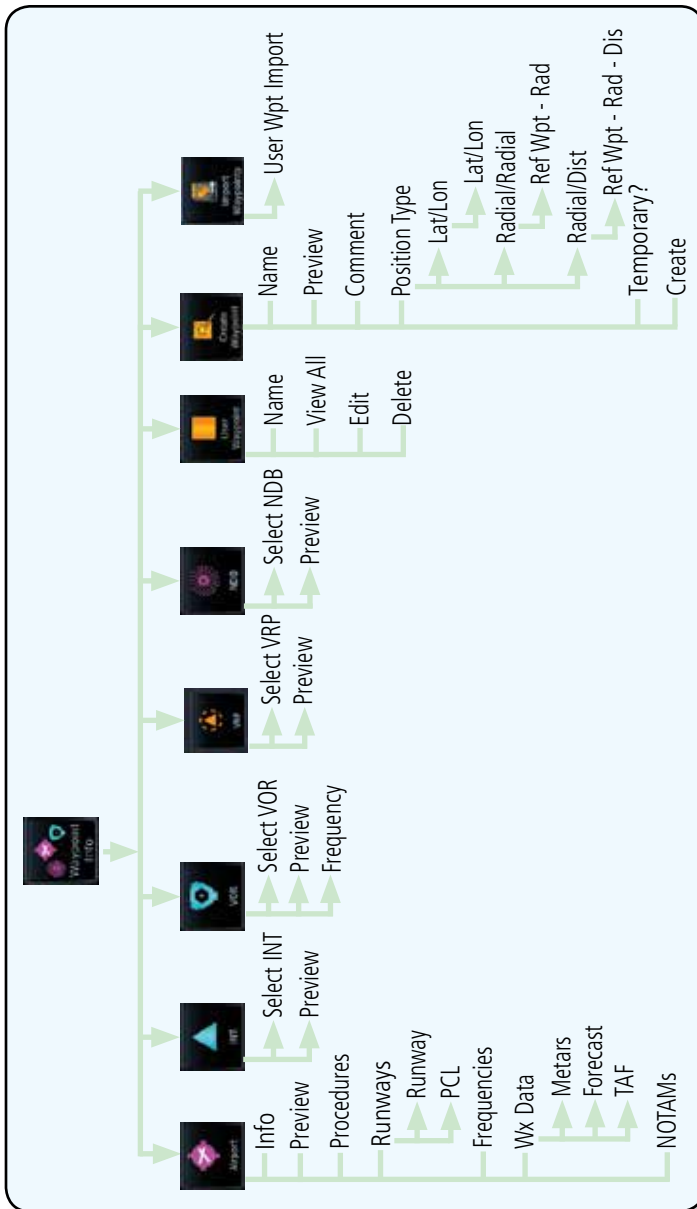 Waypoint
Info
Airport
Info
Preview
Procedures
Runways
Runway
PCL
Frequencies
Wx Data
Metars
Forecast
TAF
NOTAMs
INT
Select INT
Preview
VOR
Select VOR
Preview
Frequency
VRP
Select VRP
Preview
NDB
Select NDB
Preview
User
Waypoint
Name
View All
Edit
Delete
Create
Waypoint
Name
Preview
Comment
Position Type
Lat/Lon
Lat/Lon
Radial/Radial
Ref Wpt - Rad
Radial/Dist
Ref Wpt - Rad - Dis
Temporary?
Create
Import
Waypoints
User Wpt Import